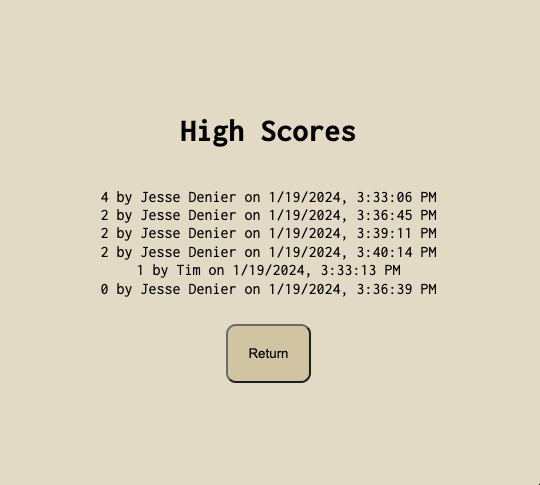 High Scores
4 by Jesse Denier on 1/19/2024, 3:33:06 PM
2 by Jesse Denier on 1/19/2024, 3:36:45 PM
2 by Jesse Denier on 1/19/2024, 3:39:11 PM
2 by Jesse Denier on 1/19/2024, 3:40:14 PM
1 by Tim on 1/19/2024, 3:33:13 PM
0 by Jesse Denier on 1/19/2024, 3:36:39 PM
Return